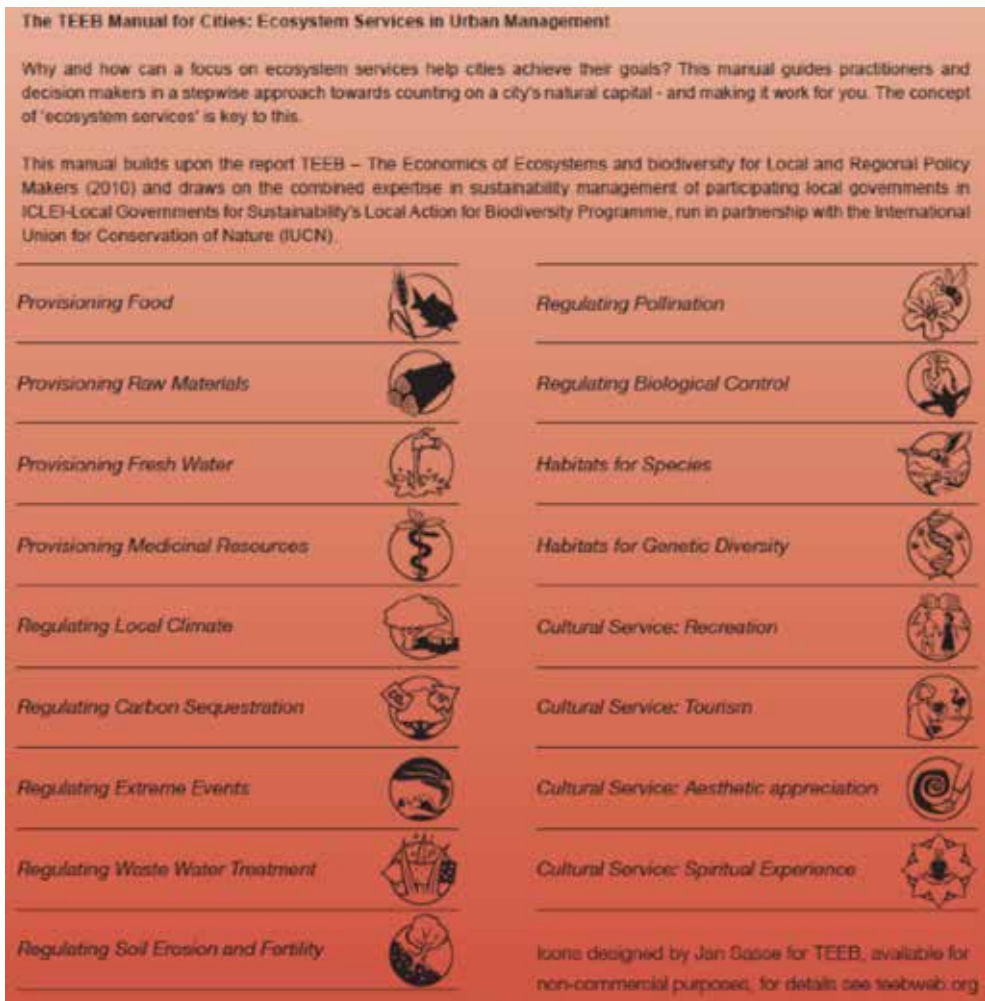 The TEEB Manual for Cities: Ecosystem Services in Urban Management
Why and how can a focus on ecosystem services help cities achieve their goals? This manual guides practitioners and
decision makers in a stepwise approach towards counting on a city's natural capital - and making it work for you. The concept
of 'ecosystem services' is key to this.
This manual builds upon the report TEEB – The Economics of Ecosystems and biodiversity for Local and Regional Policy
Makers (2010) and draws on the combined expertise in sustainability management of participating local governments in
ICLEI-Local Governments for Sustainability's Local Action for Biodiversity Programme, run in partnership with the International
Union for Conservation of Nature (IUCN).
Provisioning Food
Provisioning Raw Materials
Provisioning Fresh Water
Provisioning Medicinal Resources
Regulating Local Climate
Regulating Carbon Sequestration
Regulating Extreme Events
Regulating Waste Water Treatment
Regulating Soil Erosion and Fertility
Regulating Pollination
Regulating Biological Control
Habitats for Species
Habitats for Genetic Diversity
Cultural Service: Recreation
Cultural Service: Tourism
Cultural Service: Aesthetic appreciation
Cultural Service: Spiritual Experience
Icons designed by Jan Sasse for TEEB, available for
non-commercial purposes, for details see teebweb.org